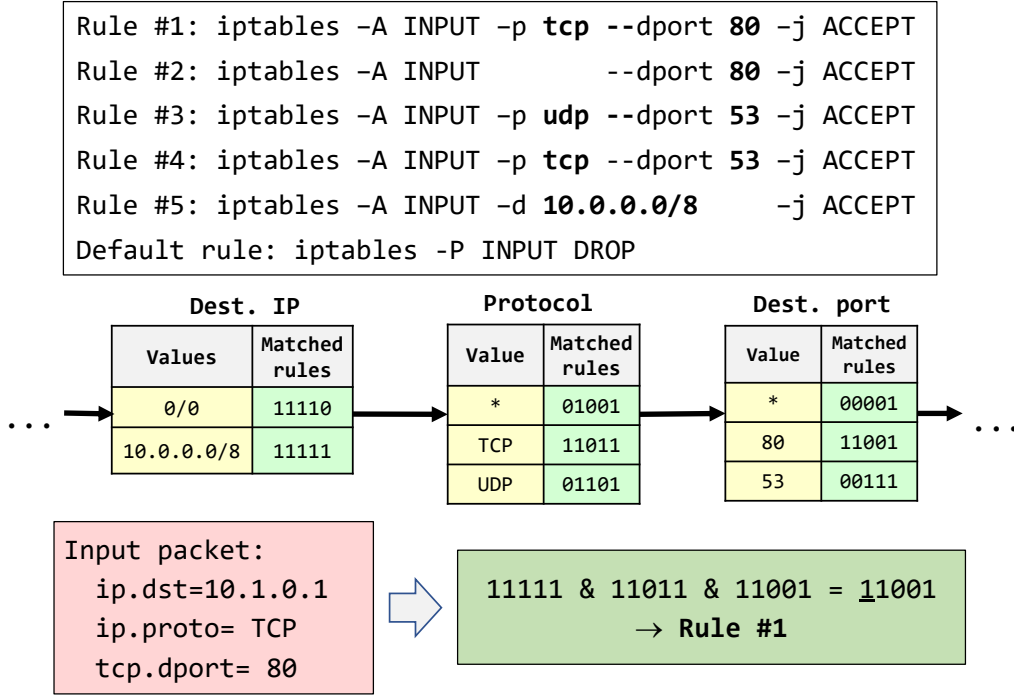 Rule #1: iptables –A INPUT –p tcp --dport 80 –j ACCEPT
Rule #2: iptables –A INPUT --dport 80 –j ACCEPT
Rule #3: iptables –A INPUT –p udp --dport 53 –j ACCEPT
Rule #4: iptables –A INPUT –p tcp --dport 53 –j ACCEPT
Rule #5: iptables –A INPUT –d 10.0.0.0/8 –j ACCEPT
Default rule: iptables -P INPUT DROP
Dest. IP
Values Matched rules
0/0 11110
10.0.0.0/8 11111
Protocol
Value Matched rules
* 01001
TCP 11011
UDP 01101
Dest. port
Value Matched rules
* 00001
80 11001
53 00111
... ...
Input packet:
ip.dst=10.1.0.1
ip.proto= TCP
tcp.dport= 80
11111 & 11011 & 11001 = 11001
→ Rule #1